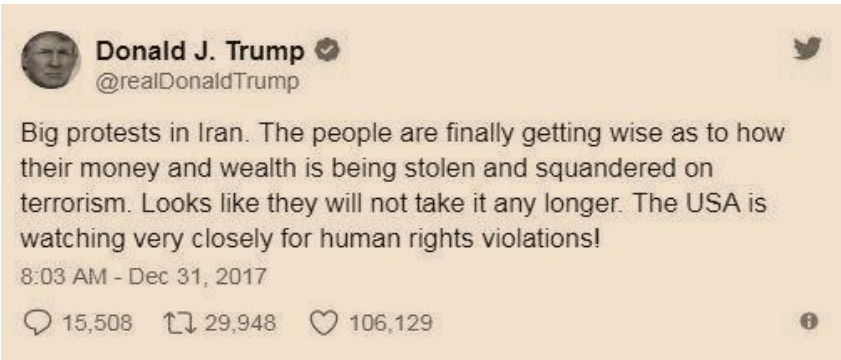 Donald J. Trump
@realDonaldTrump
Big protests in Iran. The people are finally getting wise as to how
their money and wealth is being stolen and squandered on
terrorism. Looks like they will not take it any longer. The USA is
watching very closely for human rights violations!
8:03 AM - Dec 31, 2017
15,508 29,948 106,129